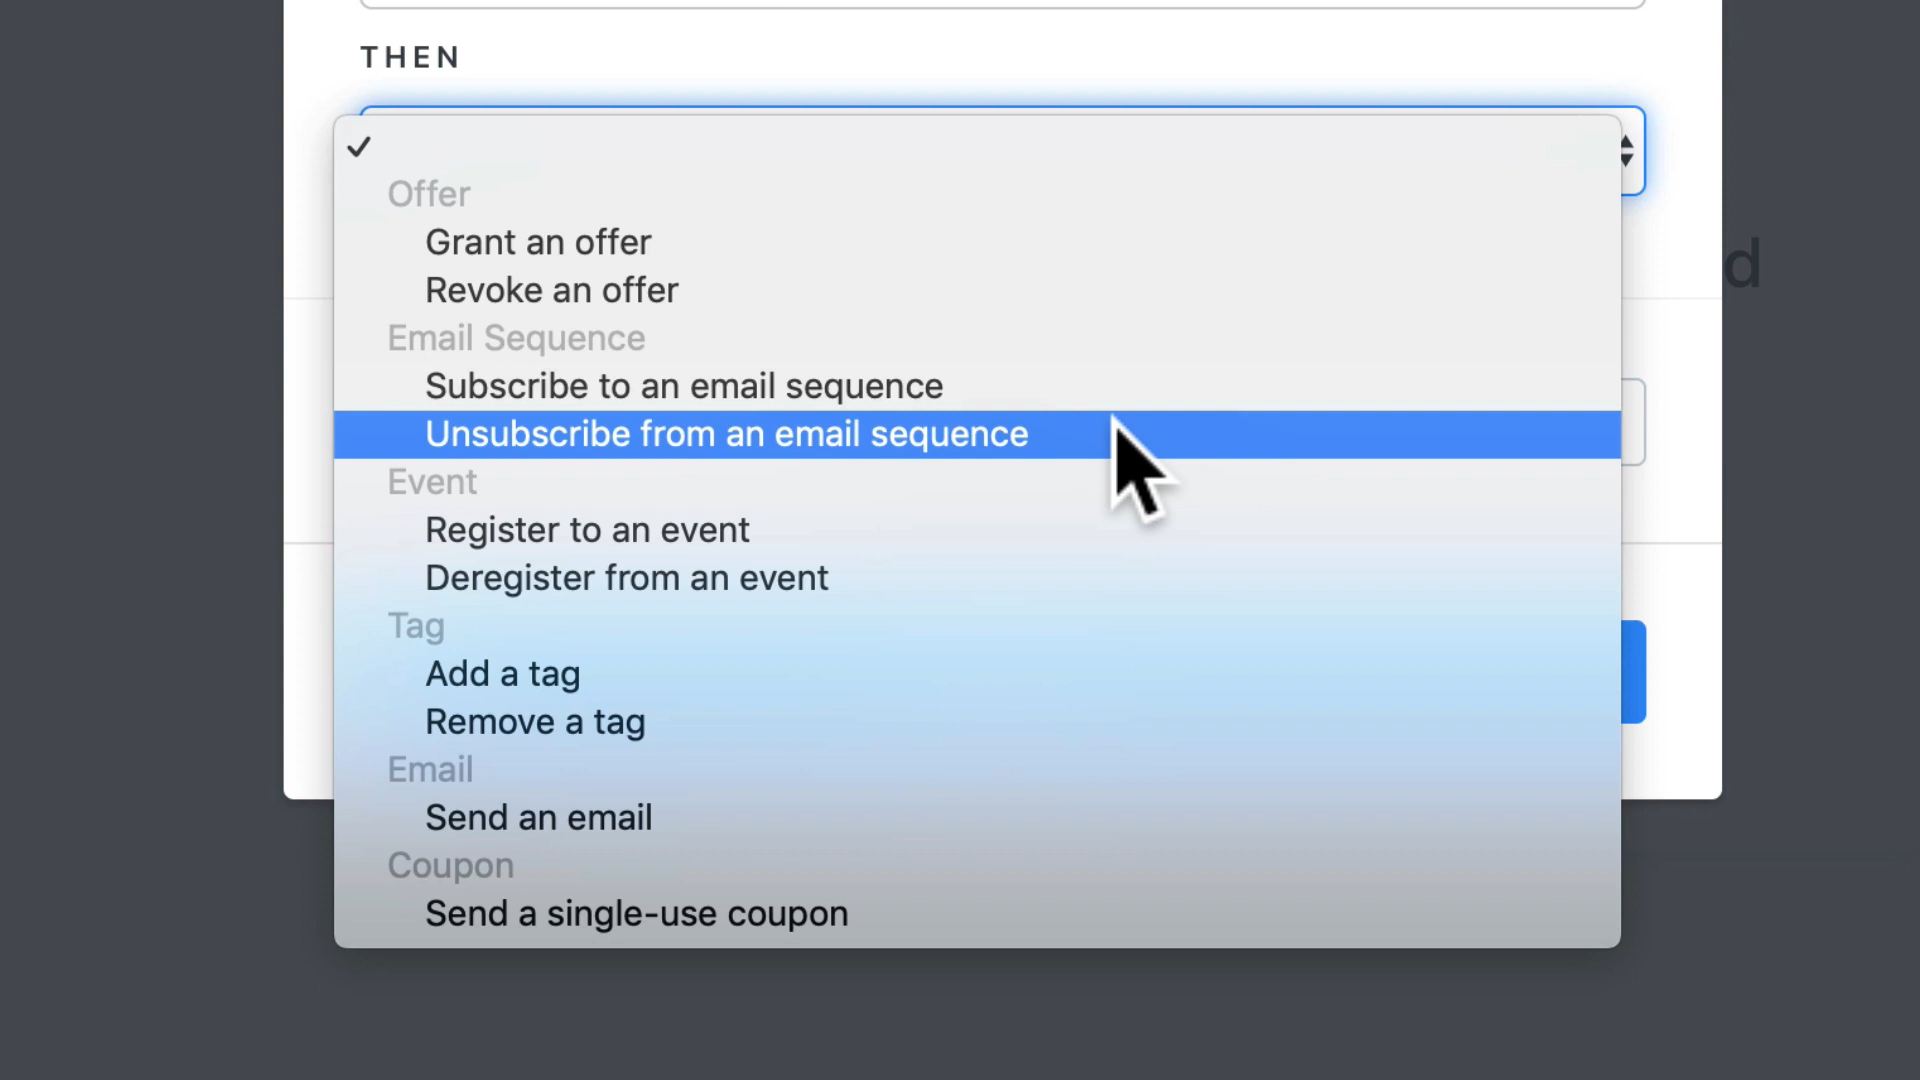 THEN
Offer
Grant an offer
Revoke an offer
Email Sequence
Subscribe to an email sequence
Unsubscribe from an email sequence
Event
Register to an event
Deregister from an event
Tag
Add a tag
Remove a tag
Email
Send an email
Coupon
Send a single-use coupon